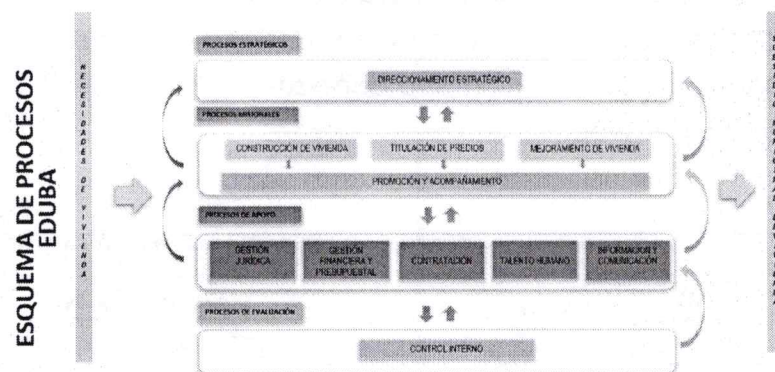 ESQUEMA DE PROCESOS
EDUBA
NECESIDADES DE VIVIENDA
PROCESOS ESTRATÉGICOS
DIRECCIONAMIENTO ESTRATÉGICO
PROCESOS MISIONALES
CONSTRUCCIÓN DE VIVIENDA
TITULACIÓN DE PREDIOS
MEJORAMIENTO DE VIVIENDA
PROMOCIÓN Y ACOMPAÑAMIENTO
PROCESOS DE APOYO
GESTIÓN
JURÍDICA
GESTIÓN
FINANCIERA Y
PRESUPUESTAL
CONTRATACIÓN
TALENTO HUMANO
INFORMACIÓN Y
COMUNICACIÓN
PROCESOS DE EVALUACIÓN
CONTROL INTERNO